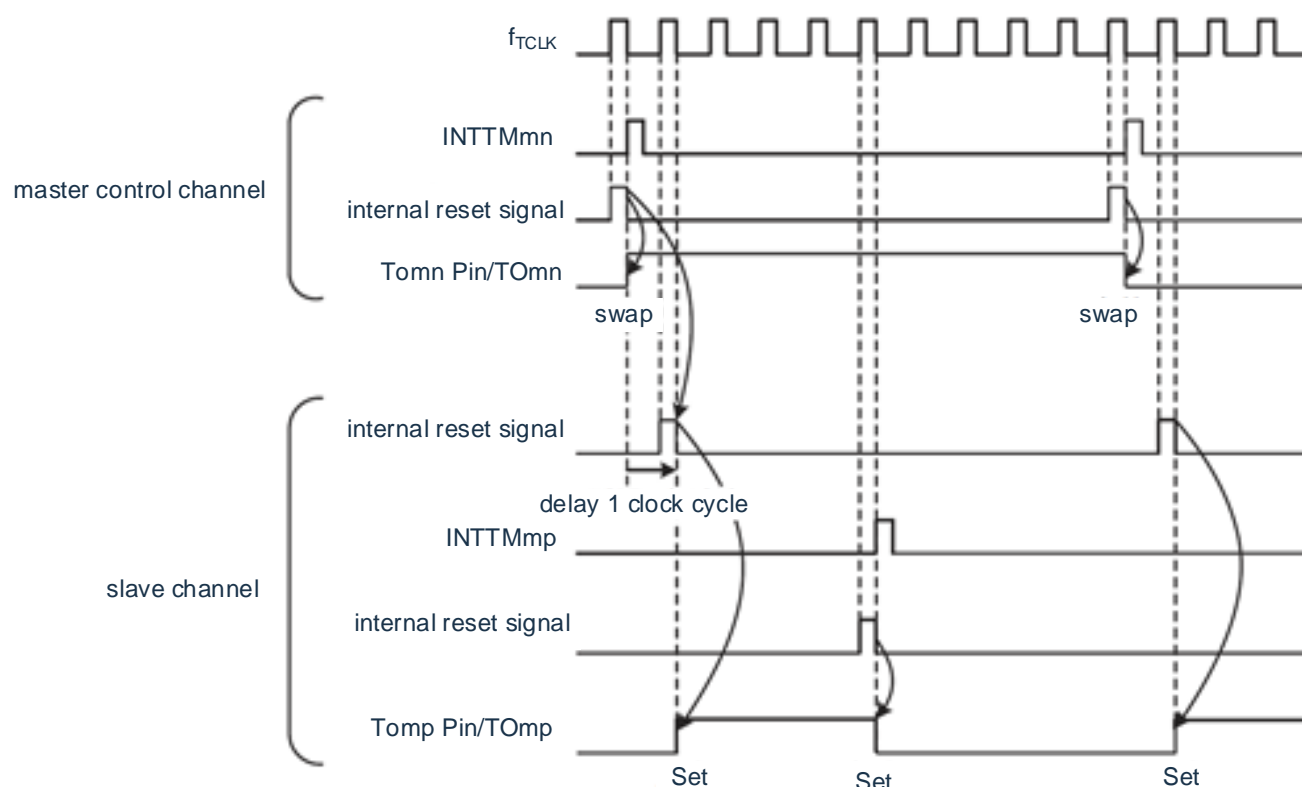 fTCLK
INTTMmn
master control channel
internal reset signal
Tomn Pin/TOmn
swap
swap
internal reset signal
delay 1 clock cycle
INTTMmp
slave channel
internal reset signal
Tomp Pin/TOmp
Set
Set
Set